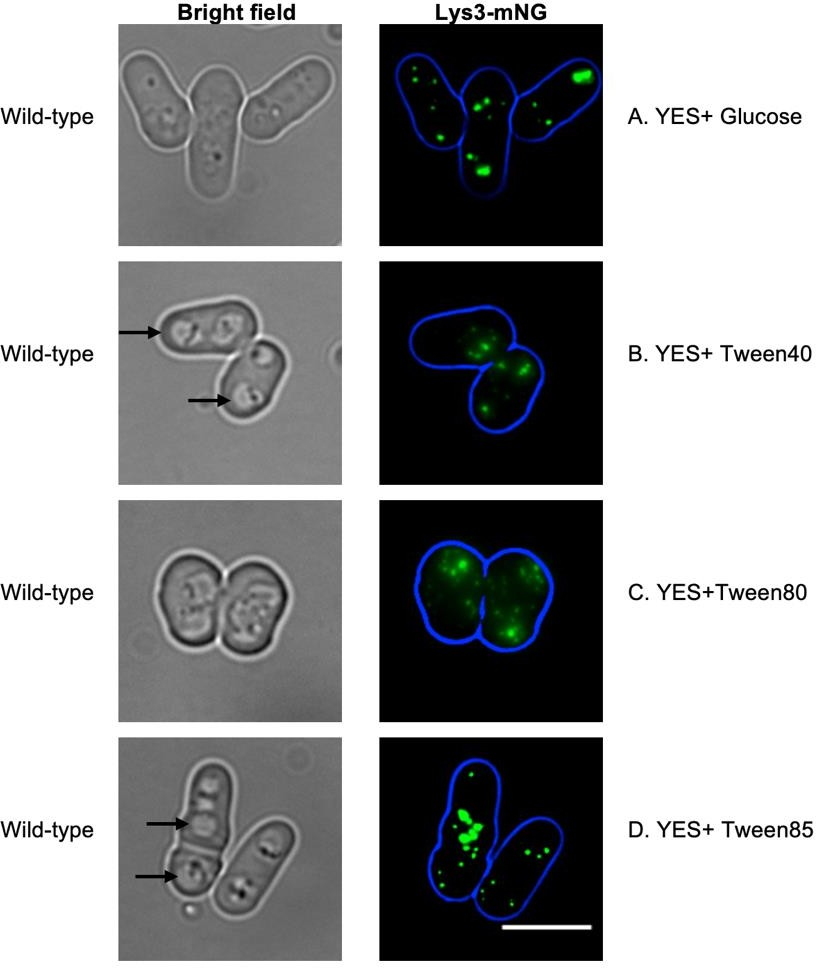 Bright field Lys3-mNG
Wild-type A. YES+ Glucose
Wild-type B. YES+ Tween40
Wild-type C. YES+Tween80
Wild-type D. YES+ Tween85